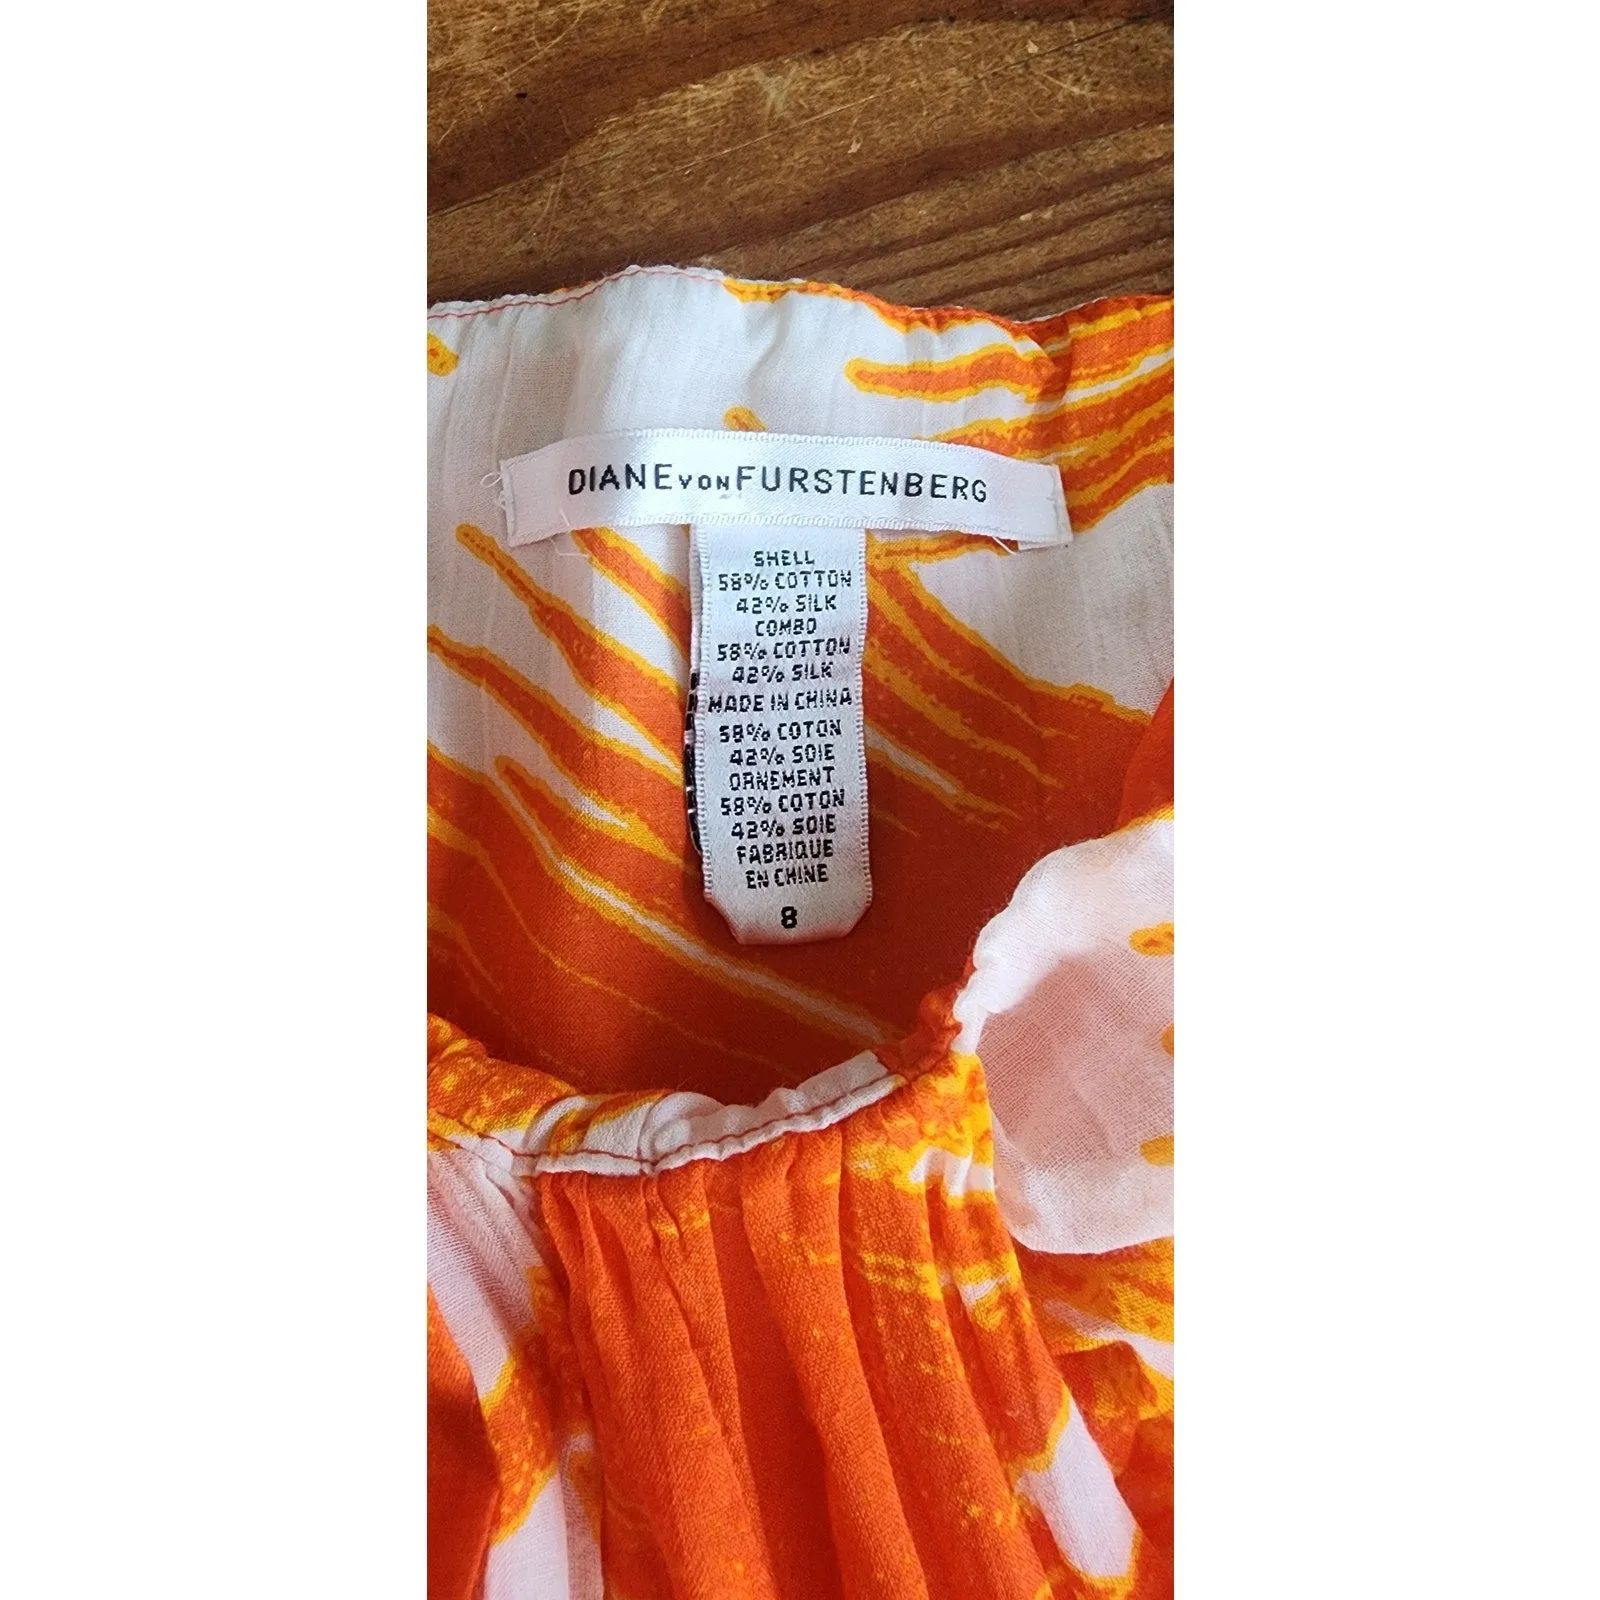 DIANE VON FURSTENBERG
SHELL
58% COTTON
42% SILK
COMBO
58% COTTON
42% SILK
MADE IN CHINA
58% COTON
42% SOIE
ORNEMENT
58% COTON
42% SOIE
FABRIQUE
EN CHINE
8